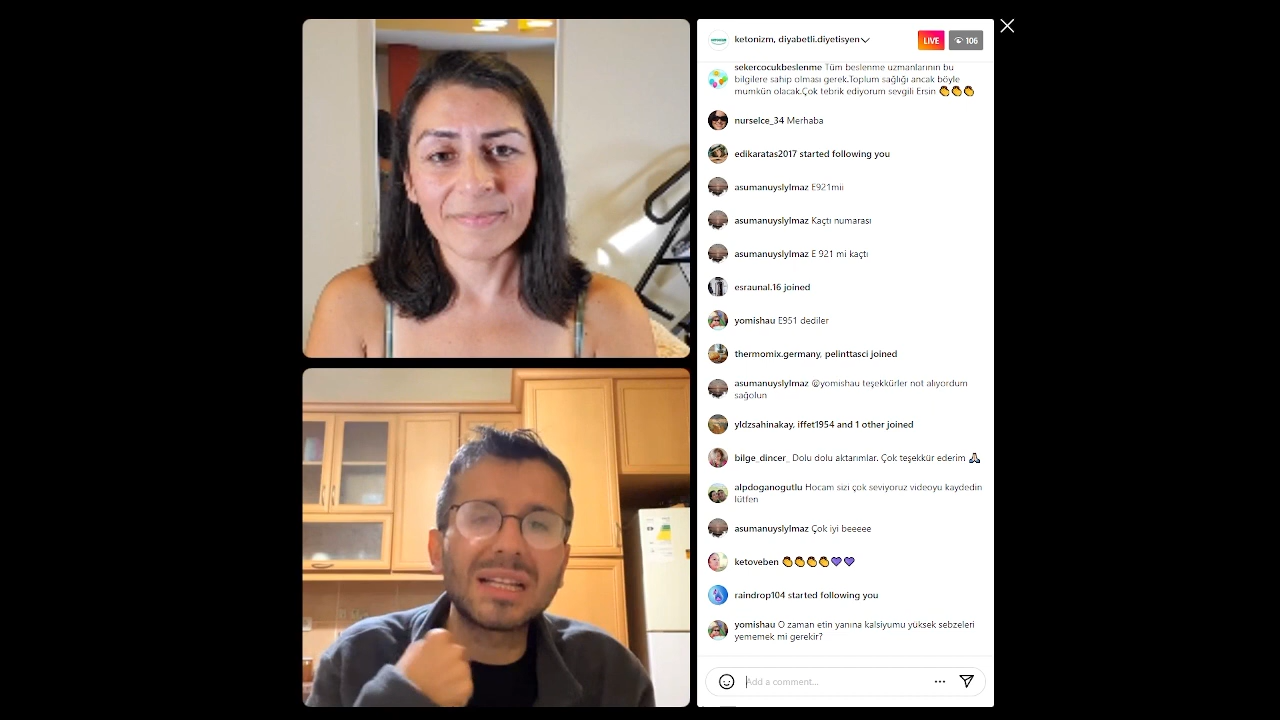 ketonizm, diyabetli.diyetisyen
LIVE
106
sekercocukbeslenme Tüm beslenme uzmanlarının bu
bilgilere sahip olması gerek.Toplum sağlığı ancak böyle
mumkün olacak.Çok tebrik ediyorum sevgili Ersin 👏👏👏
nurselce_34 Merhaba
edikaratas2017 started following you
asumanuyslylmaz E921mii
asumanuyslylmaz Kaçtı numarası
asumanuyslylmaz E 921 mi kaçtı
esraunal.16 joined
yomishau E951 dediler
thermomix.germany, pelinttasci joined
asumanuyslylmaz @yomishau teşekkürler not alıyordum
sağolun
yldzsahinakay, iffet1954 and 1 other joined
bilge_dincer_ Dolu dolu aktarımlar. Çok teşekkür ederim 🙏🏻
alpdoganogutlu Hocam sizi çok seviyoruz videoyu kaydedin
lütfen
asumanuyslylmaz Çok iyi beeeee
ketoveben 👏👏👏👏💜💜
raindrop104 started following you
yomishau O zaman etin yanına kalsiyumu yüksek sebzeleri
yememek mi gerekir?
Add a comment...